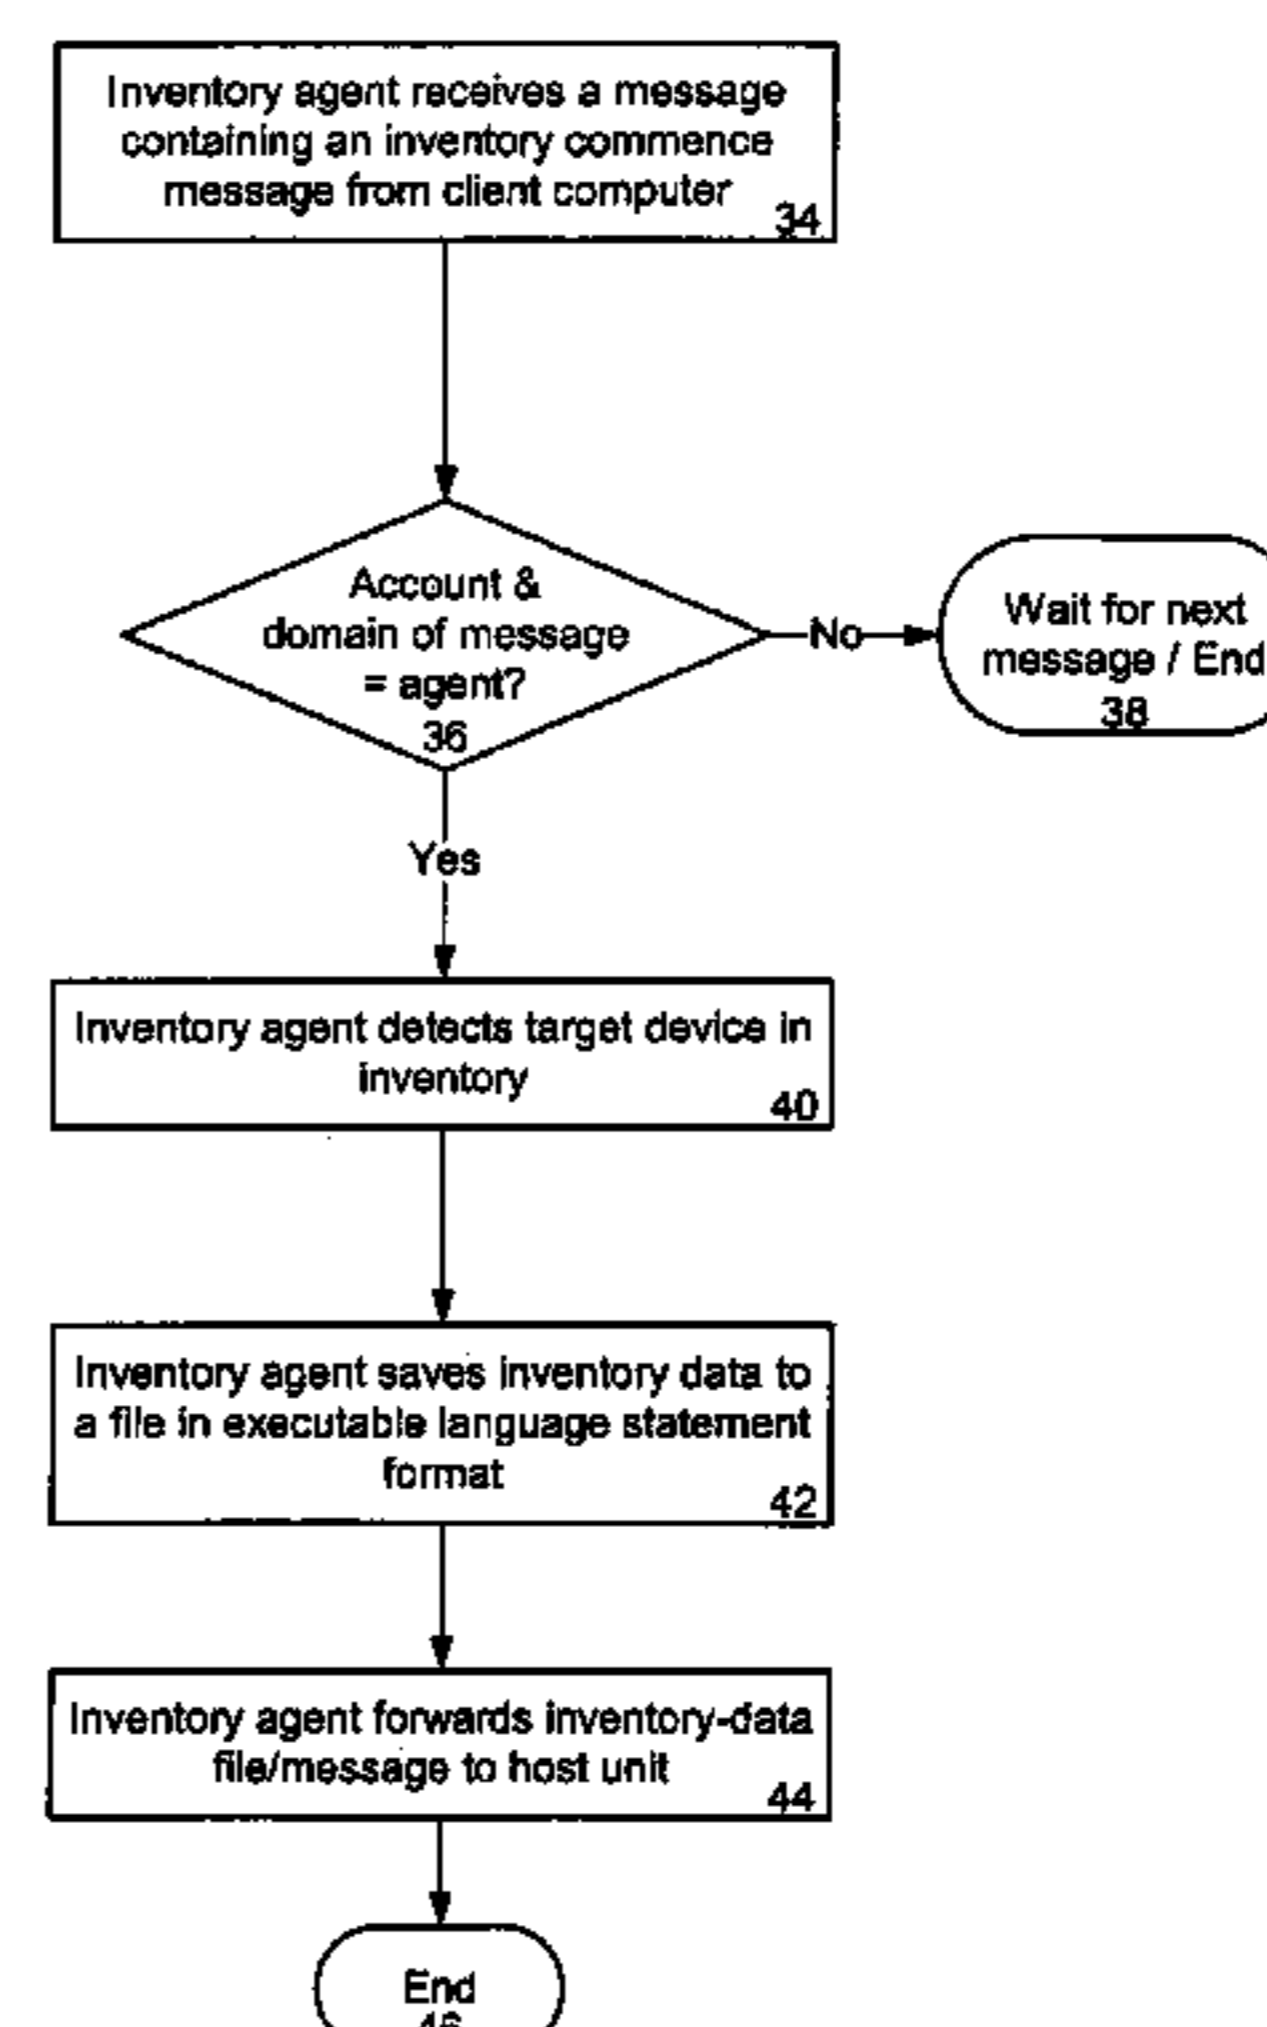 Inventory agent receives a message
containing an inventory commence
message from client computer
34
Account &
domain of message
= agent?
36
No
Wait for next
message / End
38
Yes
Inventory agent detects target device in
inventory
40
Inventory agent saves inventory data to
a file in executable language statement
format
42
Inventory agent forwards inventory-data
file/message to host unit
44
End
46